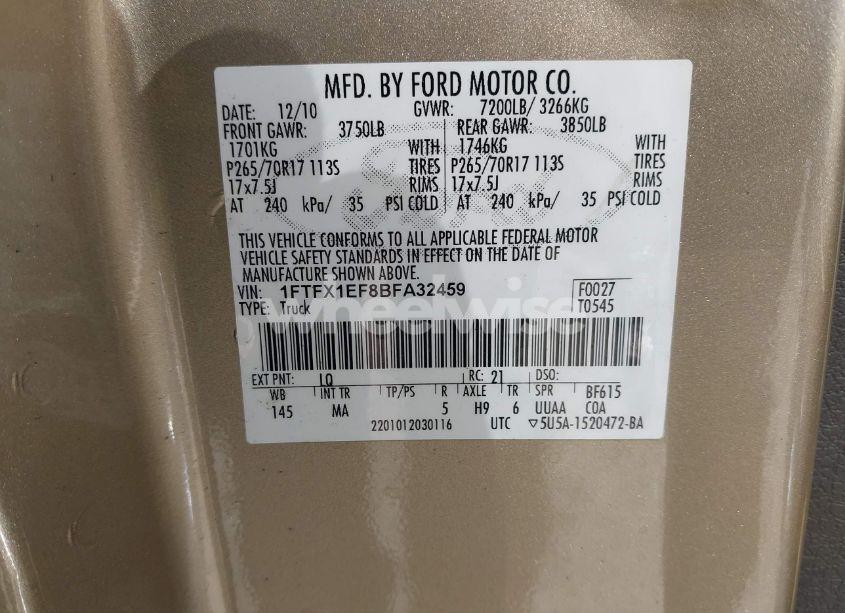 MFD. BY FORD MOTOR CO.
DATE: 12/10 GVWR: 7200LB/ 3266KG
FRONT GAWR: 3750LB REAR GAWR: 3850LB
1701KG WITH 1746KG WITH
P265/70R17 113S TIRES P265/70R17 113S TIRES
17x7.5J RIMS 17x7.5J RIMS
AT 240 kPa/ 35 PSI COLD AT 240 kPa/ 35 PSI COLD
THIS VEHICLE CONFORMS TO ALL APPLICABLE FEDERAL MOTOR
VEHICLE SAFETY STANDARDS IN EFFECT ON THE DATE OF
MANUFACTURE SHOWN ABOVE.
VIN: 1FTFX1EF8BFA32459 F0027
TYPE: Truck T0545
wheelwise
EXT PNT: LQ RC: 21 DSO:
WB INT TR TP/PS R AXLE TR SPR BF615
145 MA 5 H9 6 UUAA COA
2201012030116 UTC ▽5U5A-1520472-BA